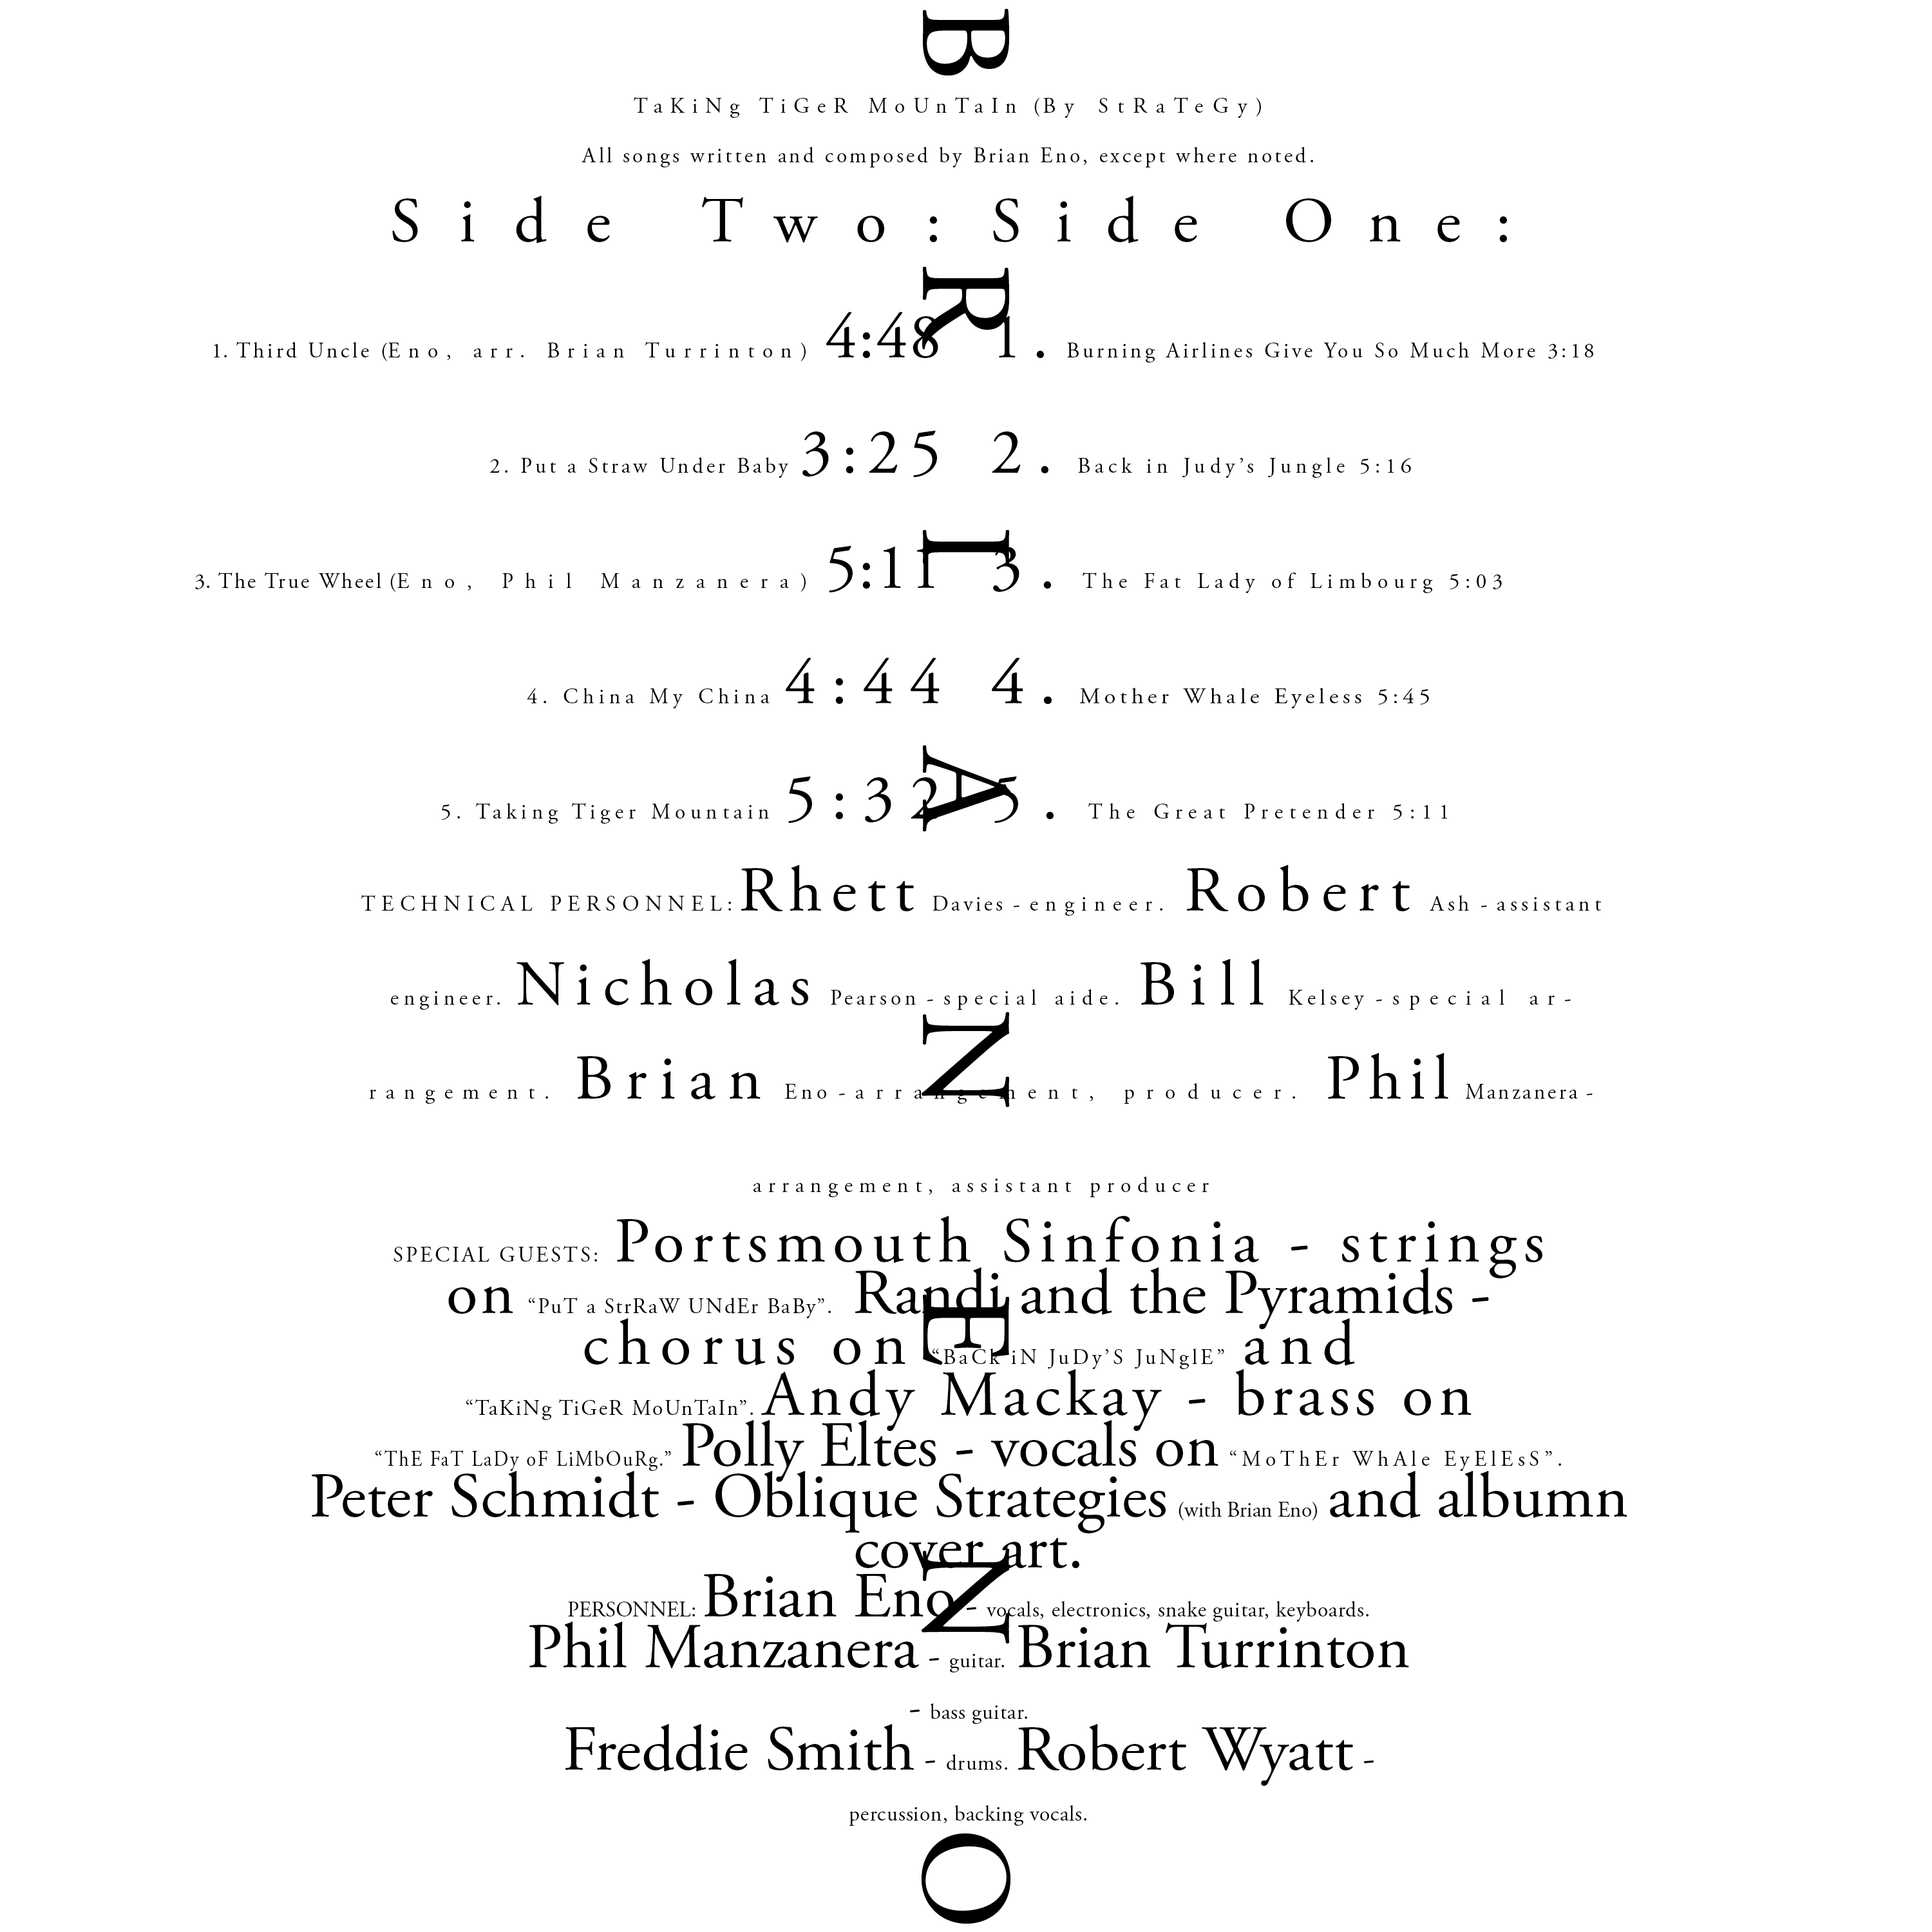 BRIAN ENO
TaKiNg TiGeR MoUnTaIn (By StRaTeGy)
All songs written and composed by Brian Eno, except where noted.
Side Two: Side One:
1. Third Uncle (Eno, arr. Brian Turrinton) 4:48 1. Burning Airlines Give You So Much More 3:18
2. Put a Straw Under Baby 3:25 2. Back in Judy’s Jungle 5:16
3. The True Wheel (Eno, Phil Manzanera) 5:11 3. The Fat Lady of Limbourg 5:03
4. China My China 4:44 4. Mother Whale Eyeless 5:45
5. Taking Tiger Mountain 5:32 5. The Great Pretender 5:11
TECHNICAL PERSONNEL: Rhett Davies - engineer. Robert Ash - assistant
engineer. Nicholas Pearson - special aide. Bill Kelsey - special ar-
rangement. Brian Eno - arrangement, producer. Phil Manzanera -
arrangement, assistant producer
SPECIAL GUESTS: Portsmouth Sinfonia - strings
on “PuT a StrRaW UNdEr BaBy”. Randi and the Pyramids -
chorus on “BaCk iN JuDy’S JuNglE” and
“TaKiNg TiGeR MoUnTaIn”. Andy Mackay - brass on
“ThE FaT LaDy oF LiMbOuRg.” Polly Eltes - vocals on “MoThEr WhAle EyElEsS”.
Peter Schmidt - Oblique Strategies (with Brian Eno) and albumn
cover art.
PERSONNEL: Brian Eno - vocals, electronics, snake guitar, keyboards.
Phil Manzanera - guitar. Brian Turrinton
- bass guitar.
Freddie Smith - drums. Robert Wyatt -
percussion, backing vocals.